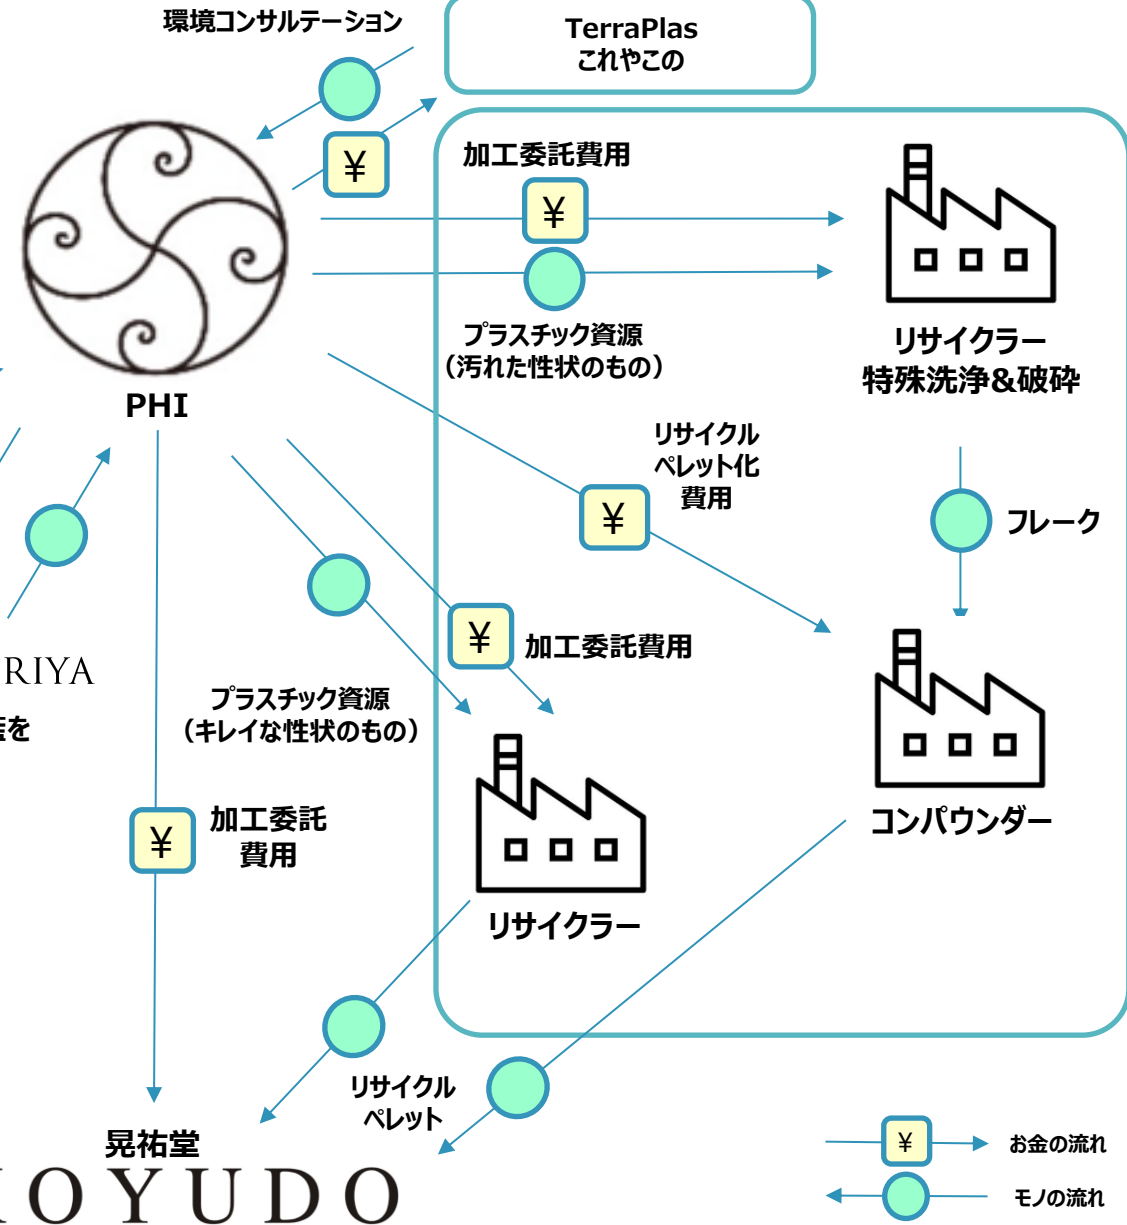 環境コンサルテーション
TerraPlas
これやこの
¥
加工委託費用
¥
プラスチック資源
（汚れた性状のもの）
リサイクラー
特殊洗浄&破砕
PHI
リサイクル
ペレット化
費用
¥
フレーク
¥
加工委託費用
RIYA
を
プラスチック資源
（キレイな性状のもの）
¥
加工委託
費用
コンパウンダー
リサイクラー
リサイクル
ペレット
晃祐堂
OYUDO
¥
お金の流れ
モノの流れ